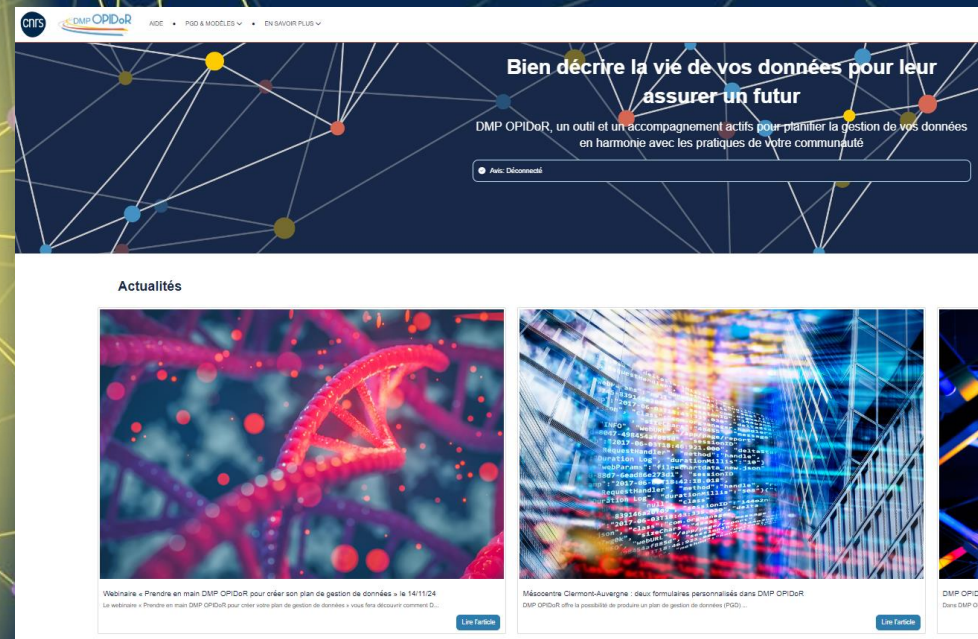 cnrs
DMP OPIDoR
AIDE • PGD & MODÈLES • EN SAVOIR PLUS
Bien décrire la vie de vos données pour leur
assurer un futur
DMP OPIDoR, un outil et un accompagnement actifs pour planifier la gestion de vos données
en harmonie avec les pratiques de votre communauté
Avis: Déconnecté
Actualités
Webinaire « Prendre en main DMP OPIDoR pour créer son plan de gestion de données » le 14/11/24
Le webinaire « Prendre en main DMP OPIDoR pour créer votre plan de gestion de données » vous fera découvrir comment D...
Lire l'article
Mésocentre Clermont-Auvergne : deux formulaires personnalisés dans DMP OPIDoR
DMP OPIDoR offre la possibilité de produire un plan de gestion de données (PGD) ...
Lire l'article
DMP OPID
Dans DMP O